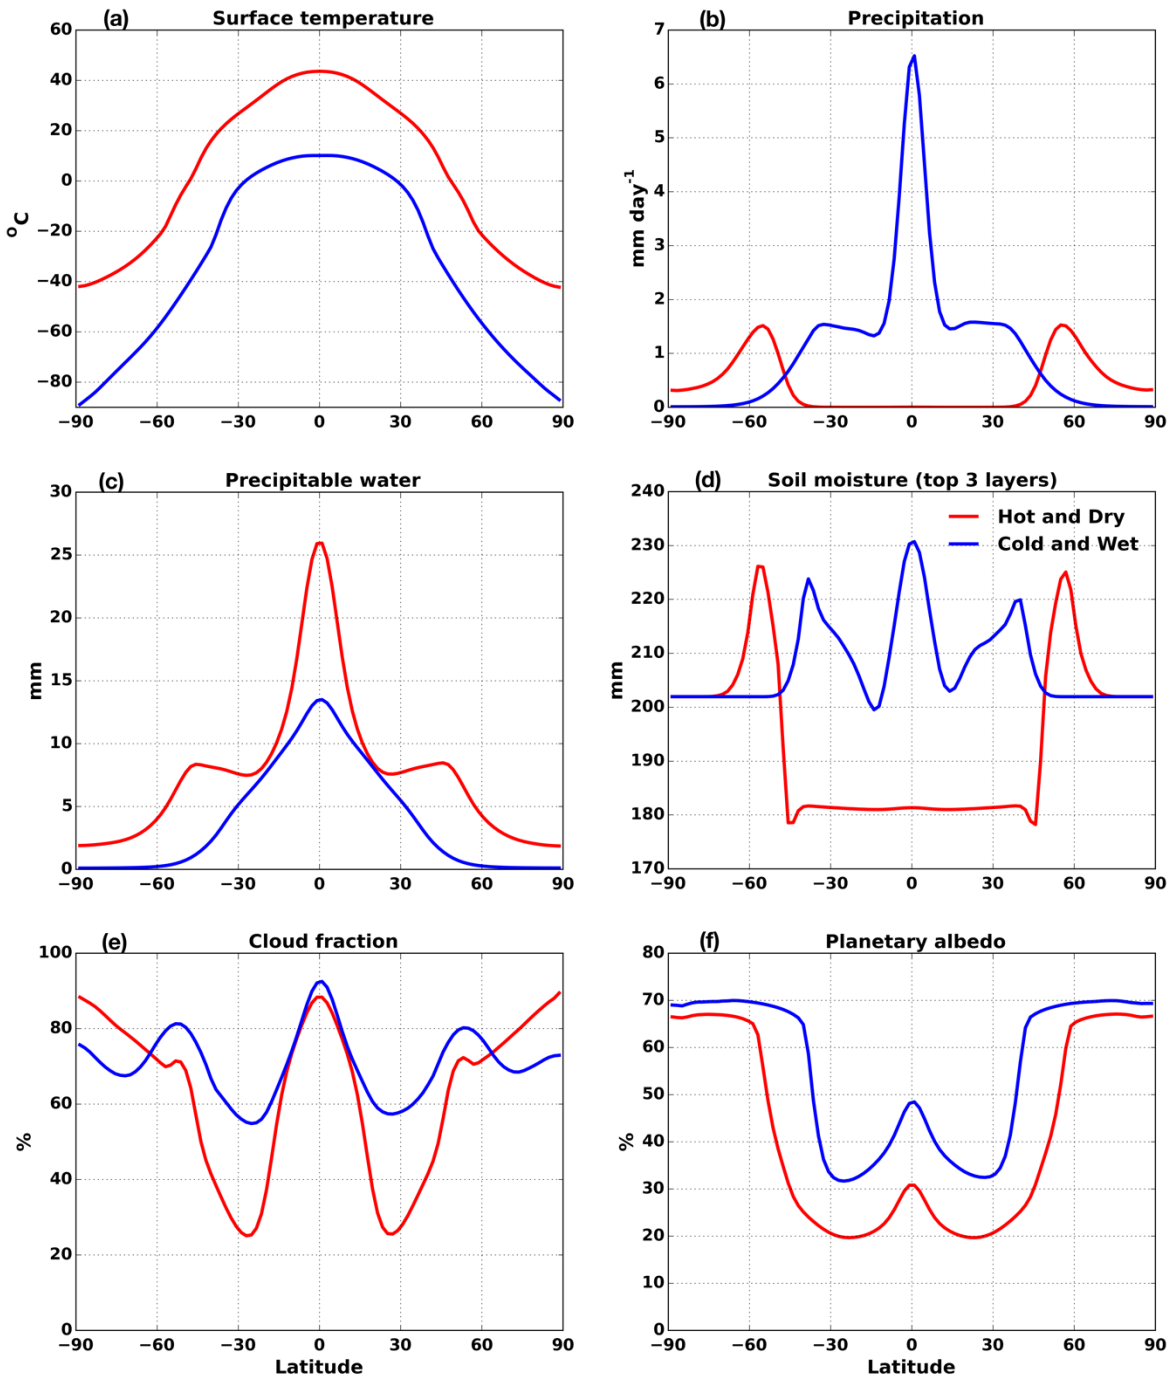 (a) Surface temperature
60
40
20
0
−20
−40
−60
−80
°C
−90 −60 −30 0 30 60 90
(b) Precipitation
7
6
5
4
3
2
1
0
mm day⁻¹
−90 −60 −30 0 30 60 90
(c) Precipitable water
30
25
20
15
10
5
0
mm
−90 −60 −30 0 30 60 90
(d) Soil moisture (top 3 layers)
240
230
220
210
200
190
180
170
mm
Hot and Dry
Cold and Wet
−90 −60 −30 0 30 60 90
(e) Cloud fraction
100
80
60
40
20
0
%
−90 −60 −30 0 30 60 90
Latitude
(f) Planetary albedo
80
70
60
50
40
30
20
10
0
%
−90 −60 −30 0 30 60 90
Latitude